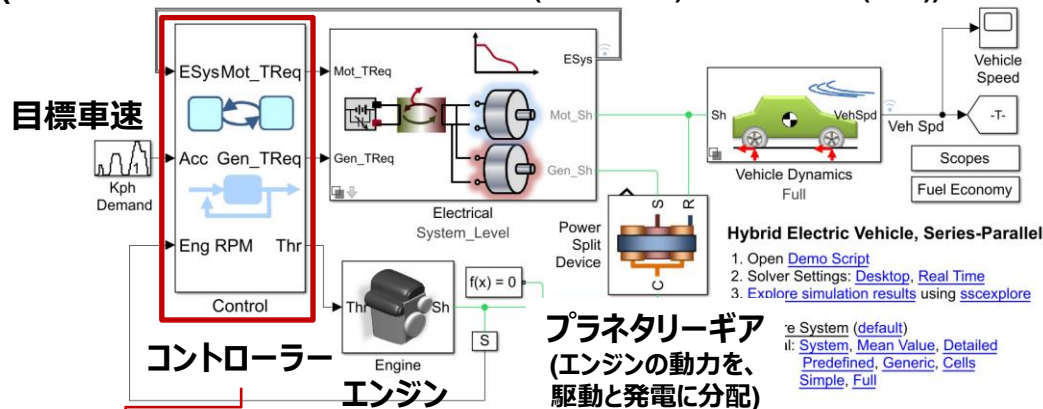 ESys
Mot_TReq
目標車速
Acc
Gen_TReq
Kph
Demand
Eng RPM
Thr
Control
コントローラー
Mot_TReq
Gen_TReq
ESys
Mot_Sh
Gen_Sh
Electrical
System_Level
Thr
Sh
Engine
エンジン
f(x) = 0
S
Power
Split
Device
S
R
C
プラネタリーギア
(エンジンの動力を、
駆動と発電に分配)
Sh
VehSpd
Vehicle Dynamics
Full
Veh Spd
Vehicle
Speed
-T-
Scopes
Fuel Economy
Hybrid Electric Vehicle, Series-Parallel
1. Open Demo Script
2. Solver Settings: Desktop, Real Time
3. Explore simulation results using sscexplore
e System (default)
l: System, Mean Value, Detailed
Predefined, Generic, Cells
Simple, Full